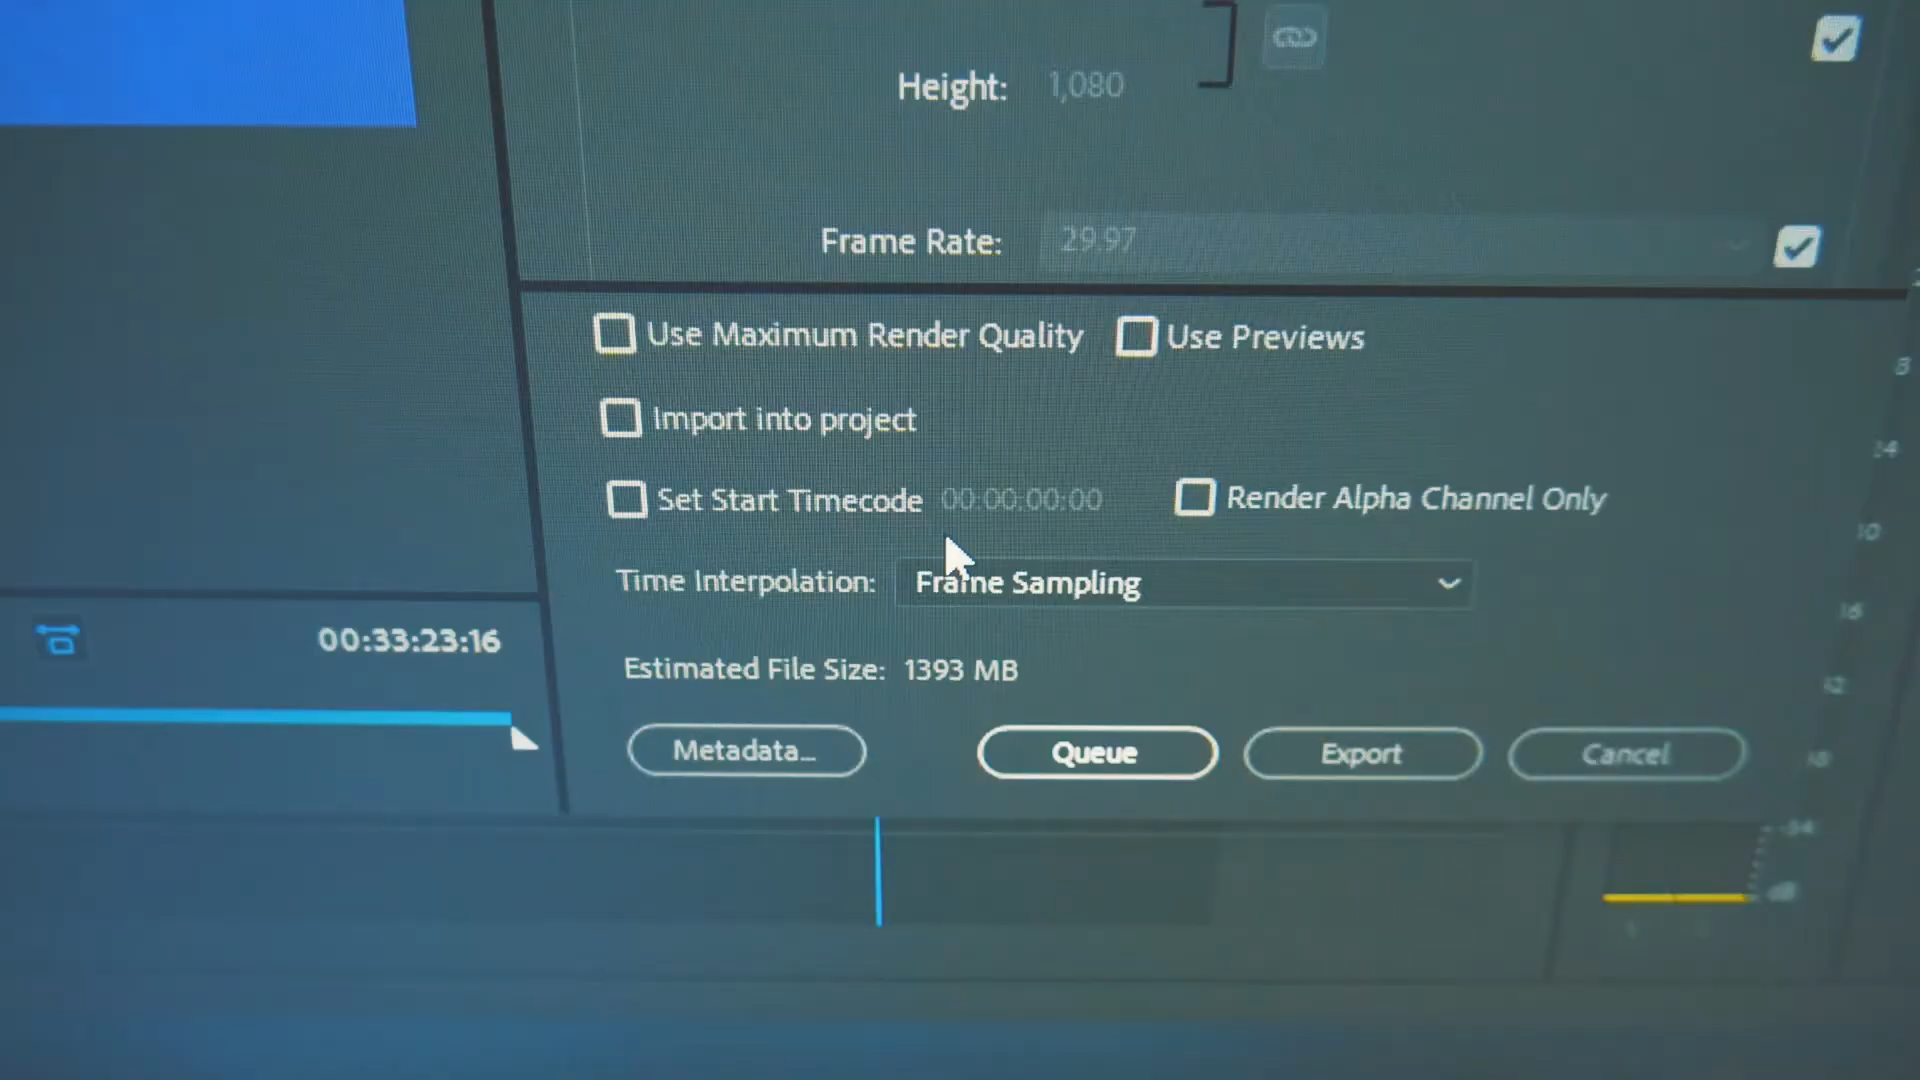 Height: 1,080
Frame Rate: 29.97
Use Maximum Render Quality Use Previews
Import into project
Set Start Timecode 00:00:00:00 Render Alpha Channel Only
Time Interpolation: Frame Sampling
00:33:23:16
Estimated File Size: 1393 MB
Metadata... Queue Export Cancel
-54
dB